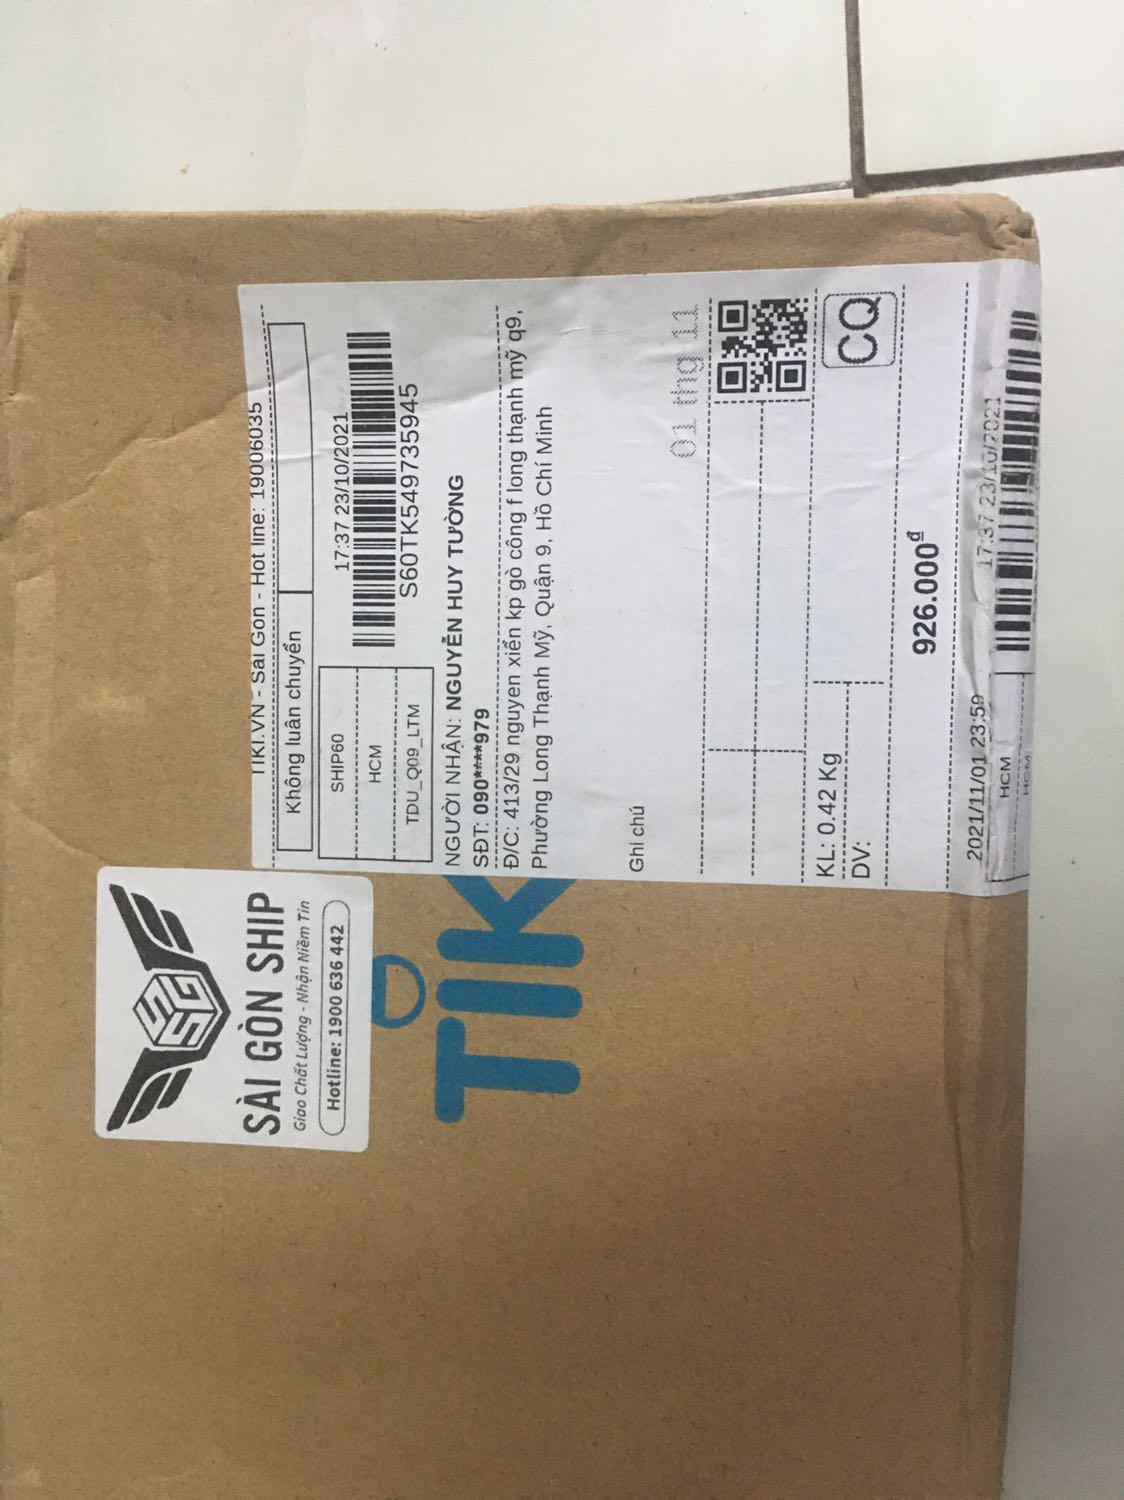 TIKI.VN - Sài Gòn - Hot line: 19006035
Không luân chuyển
17:37 23/10/2021
SHIP60
HCM
TDU_Q09_LTM
S60TK549735945
NGƯỜI NHẬN: NGUYỄN HUY TƯỜNG
SĐT: 090****979
Đ/C: 413/29 nguyen xiển kp gò công f long thạnh mỹ q9,
Phường Long Thạnh Mỹ, Quận 9, Hồ Chí Minh
Ghi chú
01 thg 11
KL: 0.42 Kg
CQ
DV:
926.000đ
2021/11/01 23:59
17:37 23/10/2021
HCM
HCM
SÀI GÒN SHIP
Giao Chất Lượng - Nhận Niềm Tin
Hotline: 1900 636 442
TIK